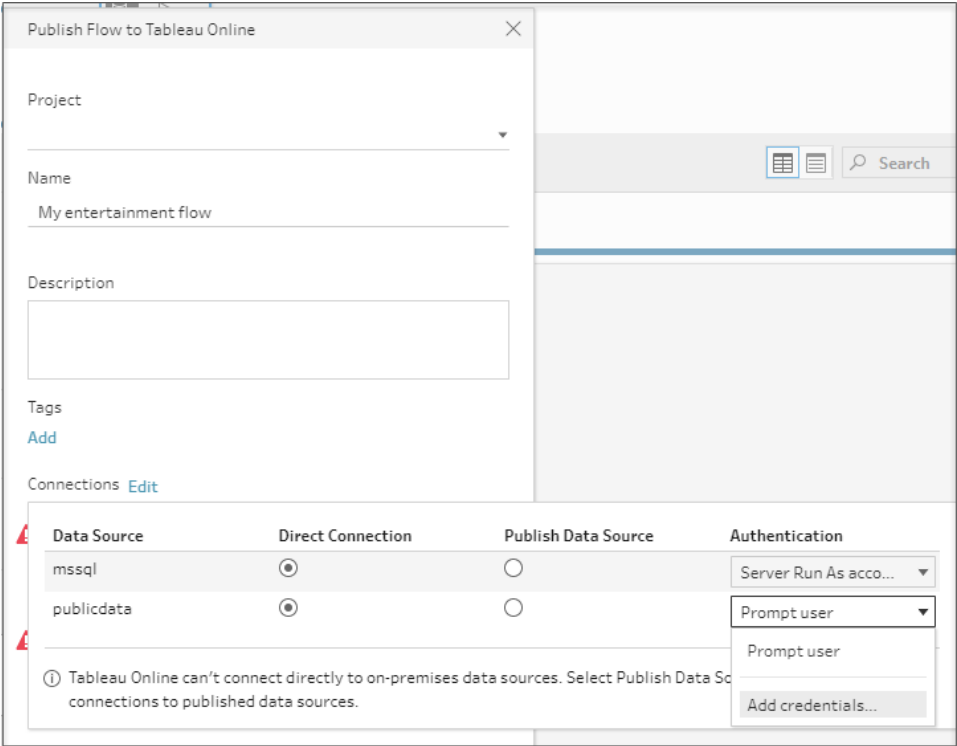 Publish Flow to Tableau Online
Project
Search
Name
My entertainment flow
Description
Tags
Add
Connections Edit
Data Source Direct Connection Publish Data Source Authentication
mssql Server Run As acco...
publicdata Prompt user
Prompt user
Tableau Online can't connect directly to on-premises data sources. Select Publish Data
connections to published data sources.
Add credentials...